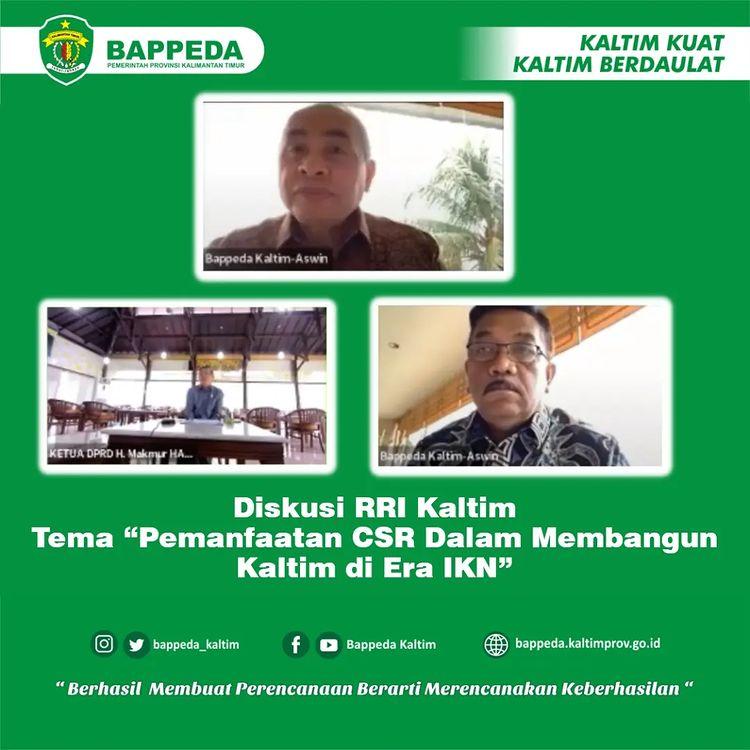 BAPPEDA
PEMERINTAH PROVINSI KALIMANTAN TIMUR
KALTIM KUAT
KALTIM BERDAULAT
Bappeda Kaltim-Aswin
KETUA DPRD H. Makmur HA...
Bappeda Kaltim-Aswin
Diskusi RRI Kaltim
Tema “Pemanfaatan CSR Dalam Membangun
Kaltim di Era IKN”
bappeda_kaltim
Bappeda Kaltim
bappeda.kaltimprov.go.id
“ Berhasil Membuat Perencanaan Berarti Merencanakan Keberhasilan “